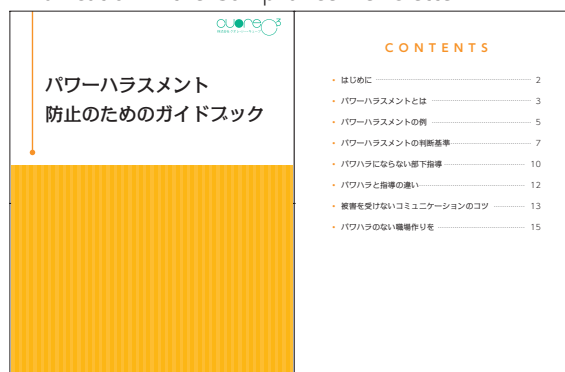 パワーハラスメント
防止のためのガイドブック
CONTENTS
・ はじめに 2
・ パワーハラスメントとは 3
・ パワーハラスメントの例 5
・ パワーハラスメントの判断基準 7
・ パワハラにならない部下指導 10
・ パワハラと指導の違い 12
・ 被害を受けないコミュニケーションのコツ 13
・ パワハラのない職場作りを 15